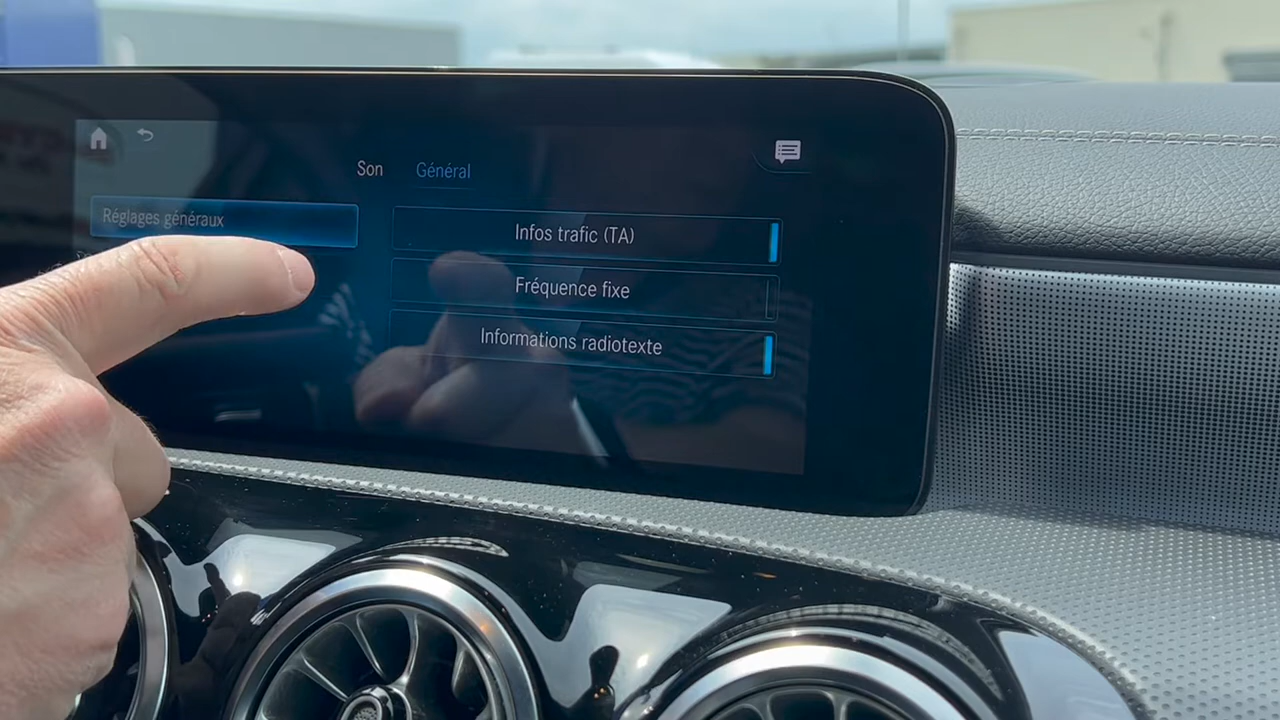 Son
Général
Réglages généraux
Infos trafic (TA)
Fréquence fixe
Informations radiotexte